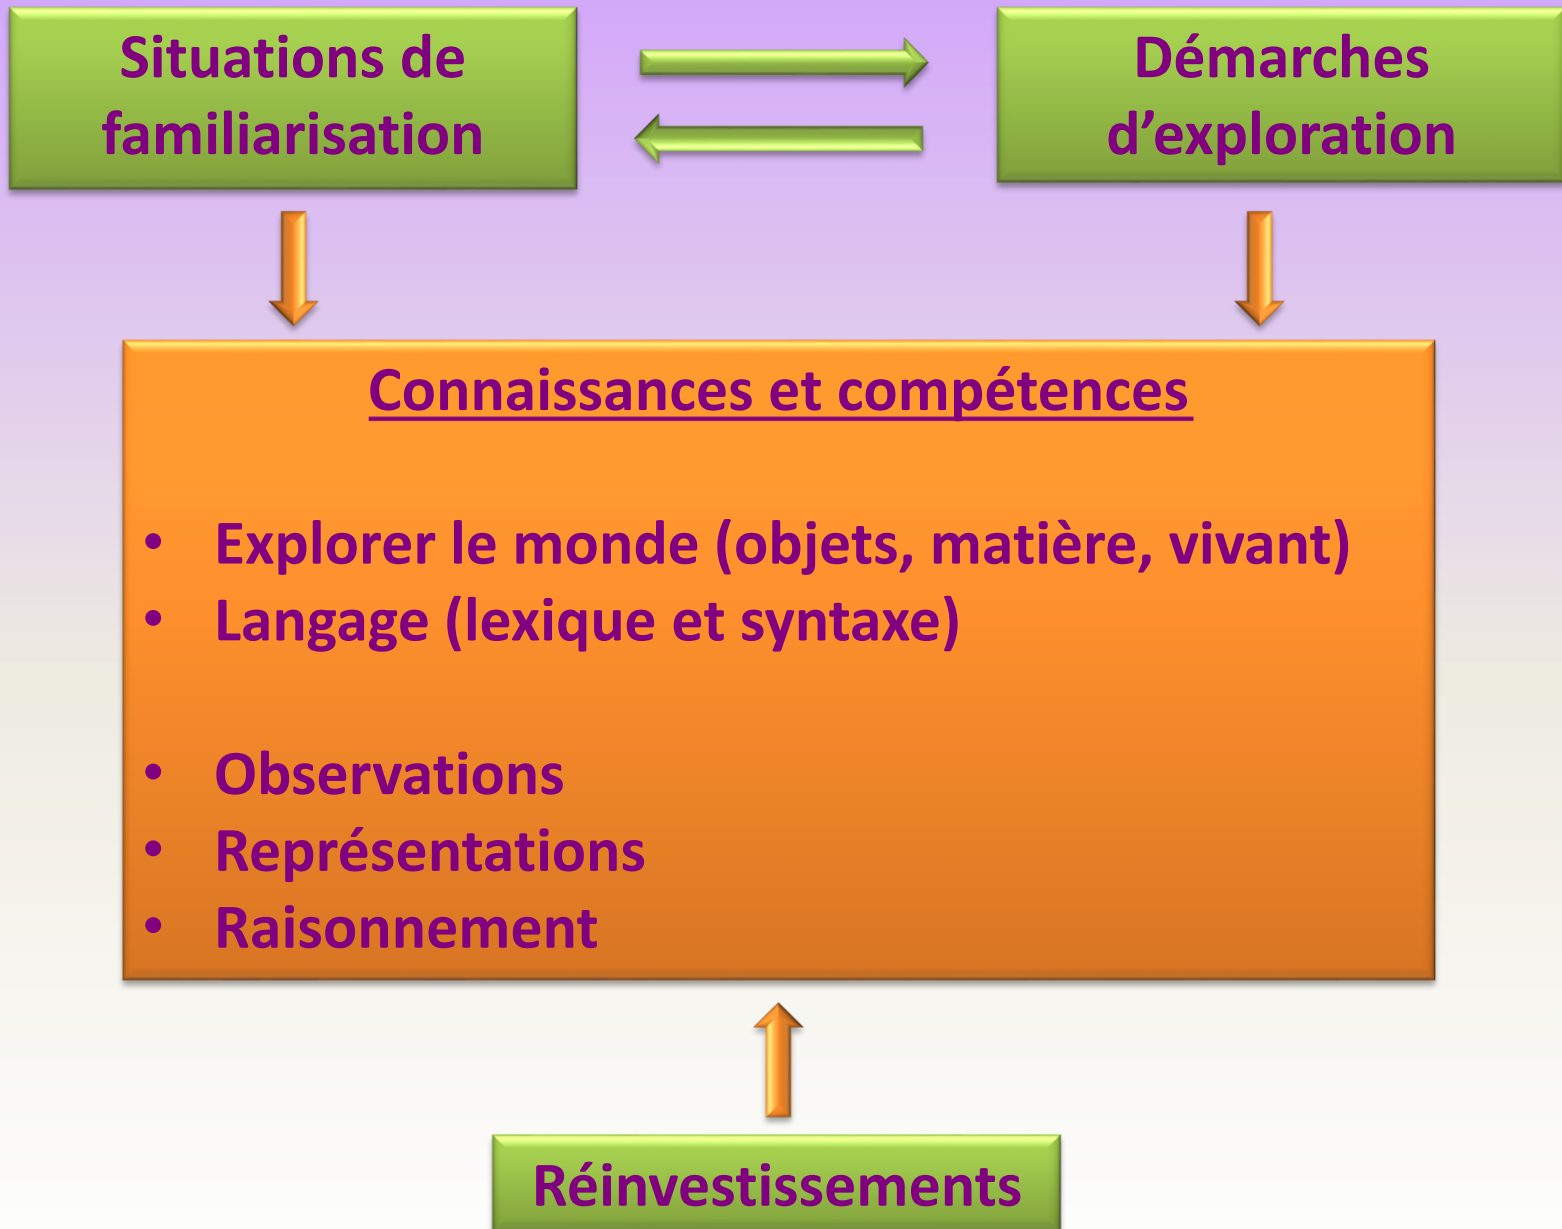 Situations de
familiarisation
Démarches
d’exploration
Connaissances et compétences
• Explorer le monde (objets, matière, vivant)
• Langage (lexique et syntaxe)
• Observations
• Représentations
• Raisonnement
Réinvestissements